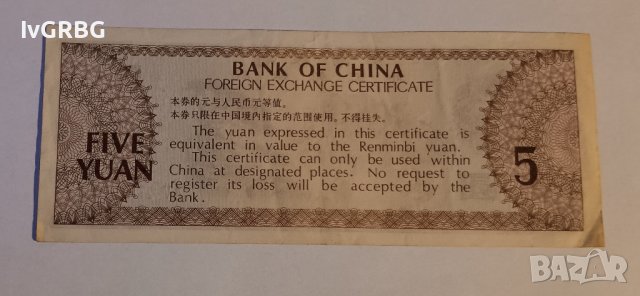 IvGRBG
BANK OF CHINA
FOREIGN EXCHANGE CERTIFICATE
本券的元与人民币元等值。
本券只限在中国境内指定的范围使用。不得挂失。
FIVE
YUAN
The yuan expressed in this certificate is
equivalent in value to the Renminbi yuan.
This certificate can only be used within
China at designated places. No request to
register its loss will be accepted by the
Bank.
5
BAZAR